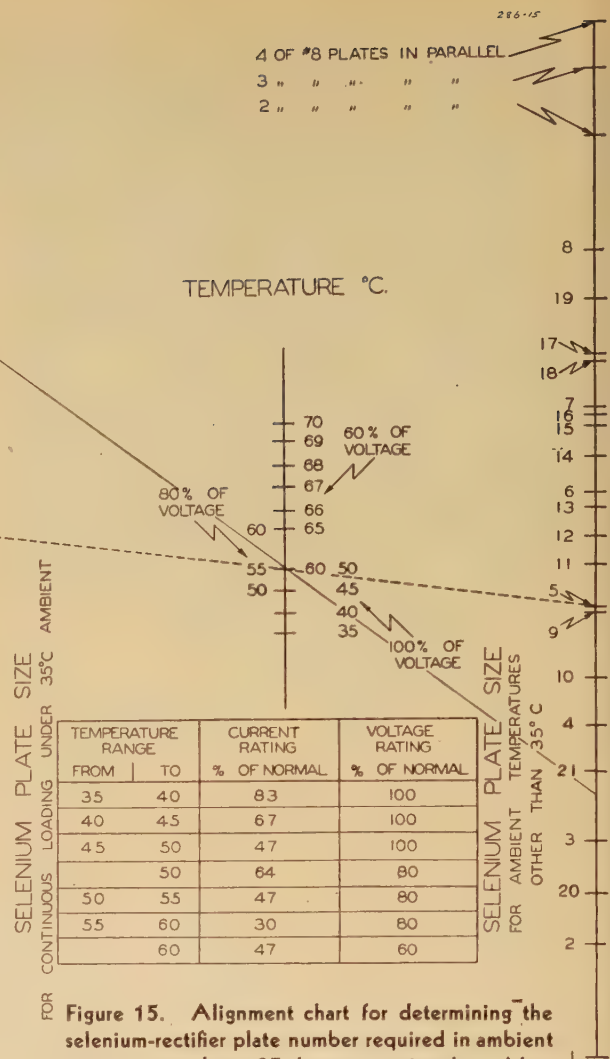 286-15
4 OF #8 PLATES IN PARALLEL
3 " " " " "
2 " " " " "
TEMPERATURE °C.
8
19
17
18
7
16
15
14
6
13
12
11
5
9
10
4
21
3
20
2
1
70
69
68
67
66
65
60
60% OF
VOLTAGE
80% OF
VOLTAGE
60
55
50
50
45
40
35
100% OF
VOLTAGE
SELENIUM PLATE SIZE
FOR CONTINUOUS LOADING UNDER 35°C AMBIENT
SELENIUM PLATE SIZE
FOR AMBIENT TEMPERATURES
OTHER THAN 35°C
TEMPERATURE RANGE CURRENT RATING VOLTAGE RATING
FROM TO % OF NORMAL % OF NORMAL
35 40 83 100
40 45 67 100
45 50 47 100
50 64 80
50 55 47 80
55 60 30 80
60 47 60
Figure 15. Alignment chart for determining the
selenium-rectifier plate number required in ambient